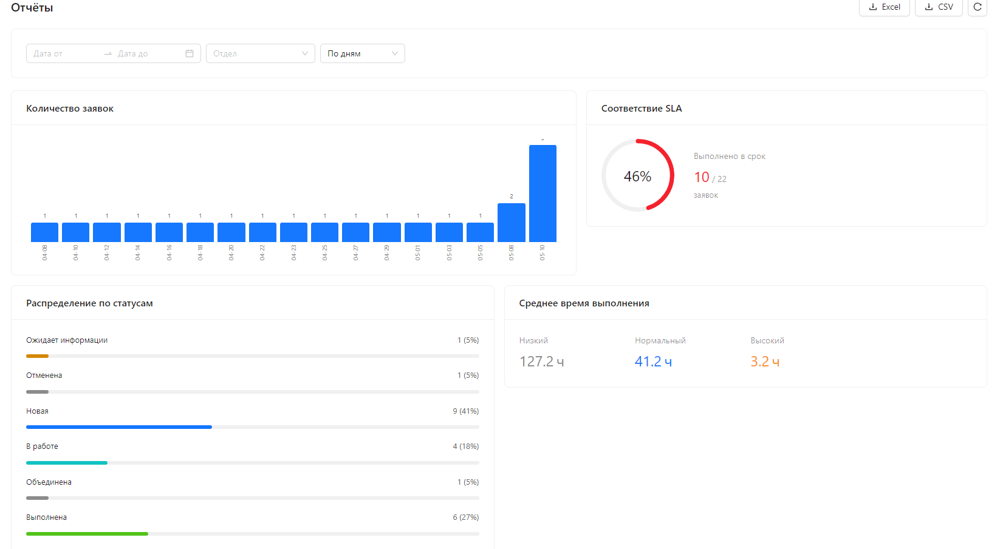 Отчёты
Excel
CSV
Дата от
Дата до
Отдел
По дням
Количество заявок
1 1 1 1 1 1 1 1 1 1 1 1 1 1 1 2
04-08 04-10 04-12 04-14 04-16 04-18 04-20 04-22 04-23 04-25 04-27 04-29 05-01 05-03 05-05 05-08 05-10
Соответствие SLA
46%
Выполнено в срок
10 / 22
заявок
Распределение по статусам
Ожидает информации 1 (5%)
Отменена 1 (5%)
Новая 9 (41%)
В работе 4 (18%)
Объединена 1 (5%)
Выполнена 6 (27%)
Среднее время выполнения
Низкий Нормальный Высокий
127.2 ч 41.2 ч 3.2 ч